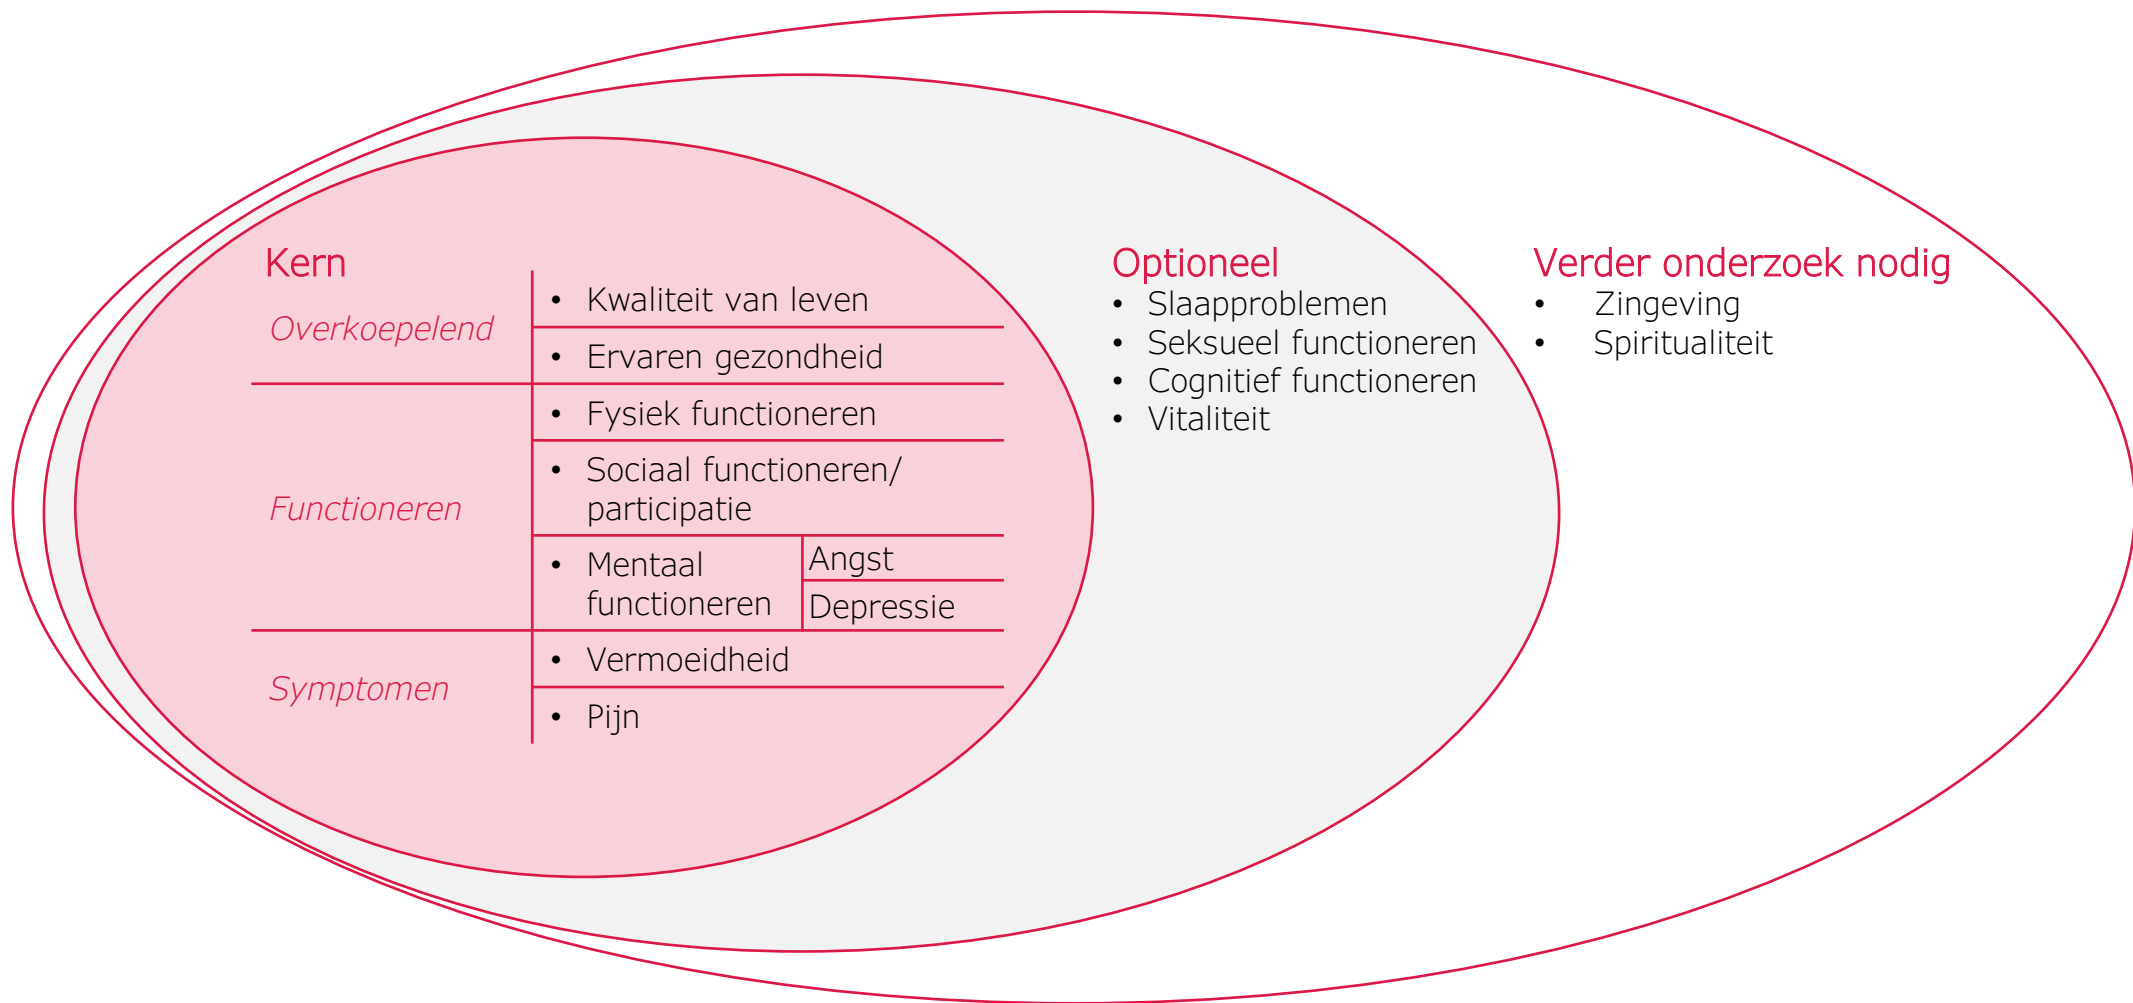 Kern
Overkoepelend
• Kwaliteit van leven
• Ervaren gezondheid
Functioneren
• Fysiek functioneren
• Sociaal functioneren/
participatie
• Mentaal
functioneren
Angst
Depressie
Symptomen
• Vermoeidheid
• Pijn
Optioneel
• Slaapproblemen
• Seksueel functioneren
• Cognitief functioneren
• Vitaliteit
Verder onderzoek nodig
• Zingeving
• Spiritualiteit